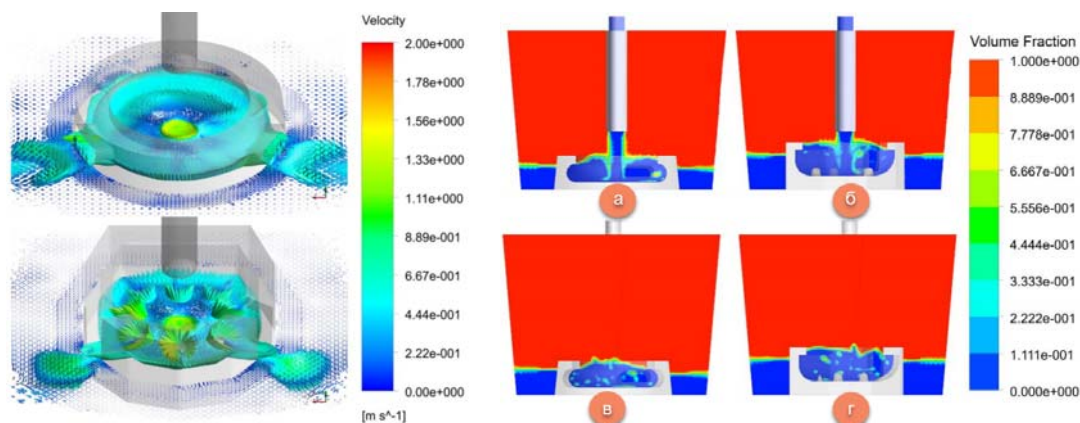 Velocity
2.00e+000
1.78e+000
1.56e+000
1.33e+000
1.11e+000
8.89e-001
6.67e-001
4.44e-001
2.22e-001
0.00e+000
[m s^-1]
а
б
в
г
Volume Fraction
1.000e+000
8.889e-001
7.778e-001
6.667e-001
5.556e-001
4.444e-001
3.333e-001
2.222e-001
1.111e-001
0.000e+000